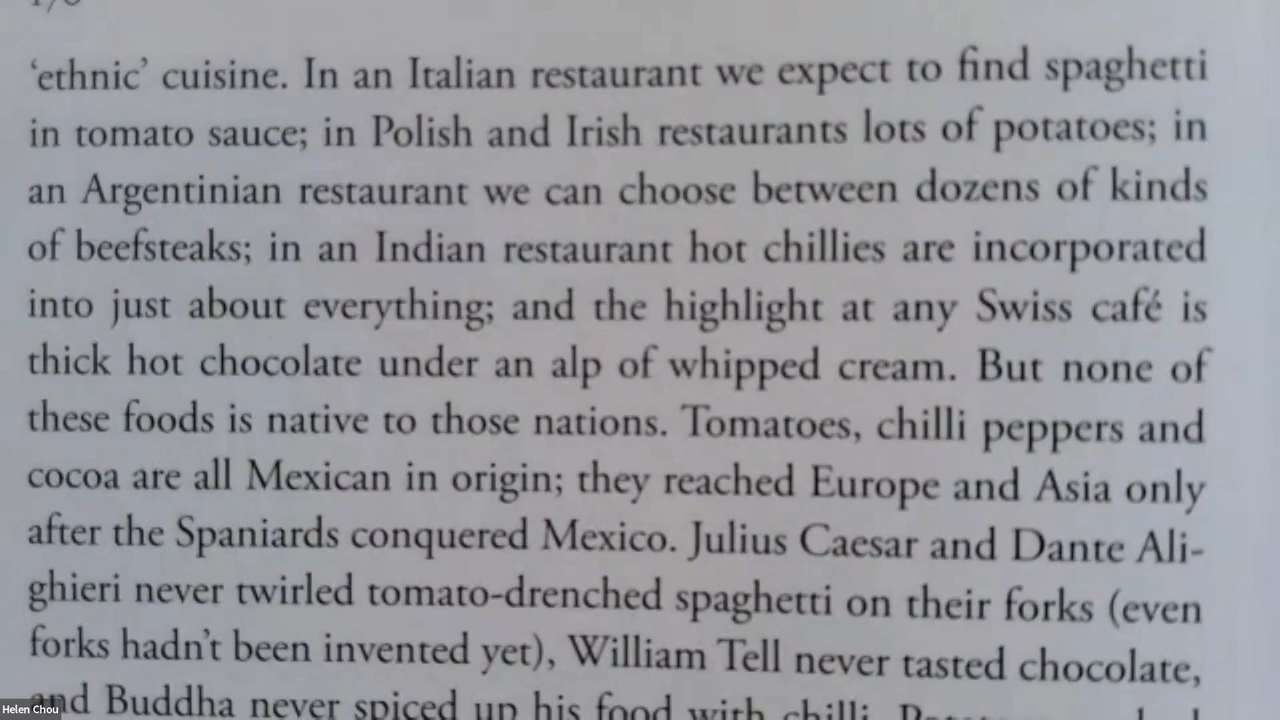 'ethnic' cuisine. In an Italian restaurant we expect to find spaghetti
in tomato sauce; in Polish and Irish restaurants lots of potatoes; in
an Argentinian restaurant we can choose between dozens of kinds
of beefsteaks; in an Indian restaurant hot chillies are incorporated
into just about everything; and the highlight at any Swiss café is
thick hot chocolate under an alp of whipped cream. But none of
these foods is native to those nations. Tomatoes, chilli peppers and
cocoa are all Mexican in origin; they reached Europe and Asia only
after the Spaniards conquered Mexico. Julius Caesar and Dante Ali-
ghieri never twirled tomato-drenched spaghetti on their forks (even
forks hadn't been invented yet), William Tell never tasted chocolate,
and Buddha never spiced up his food with chilli.
Helen Chou